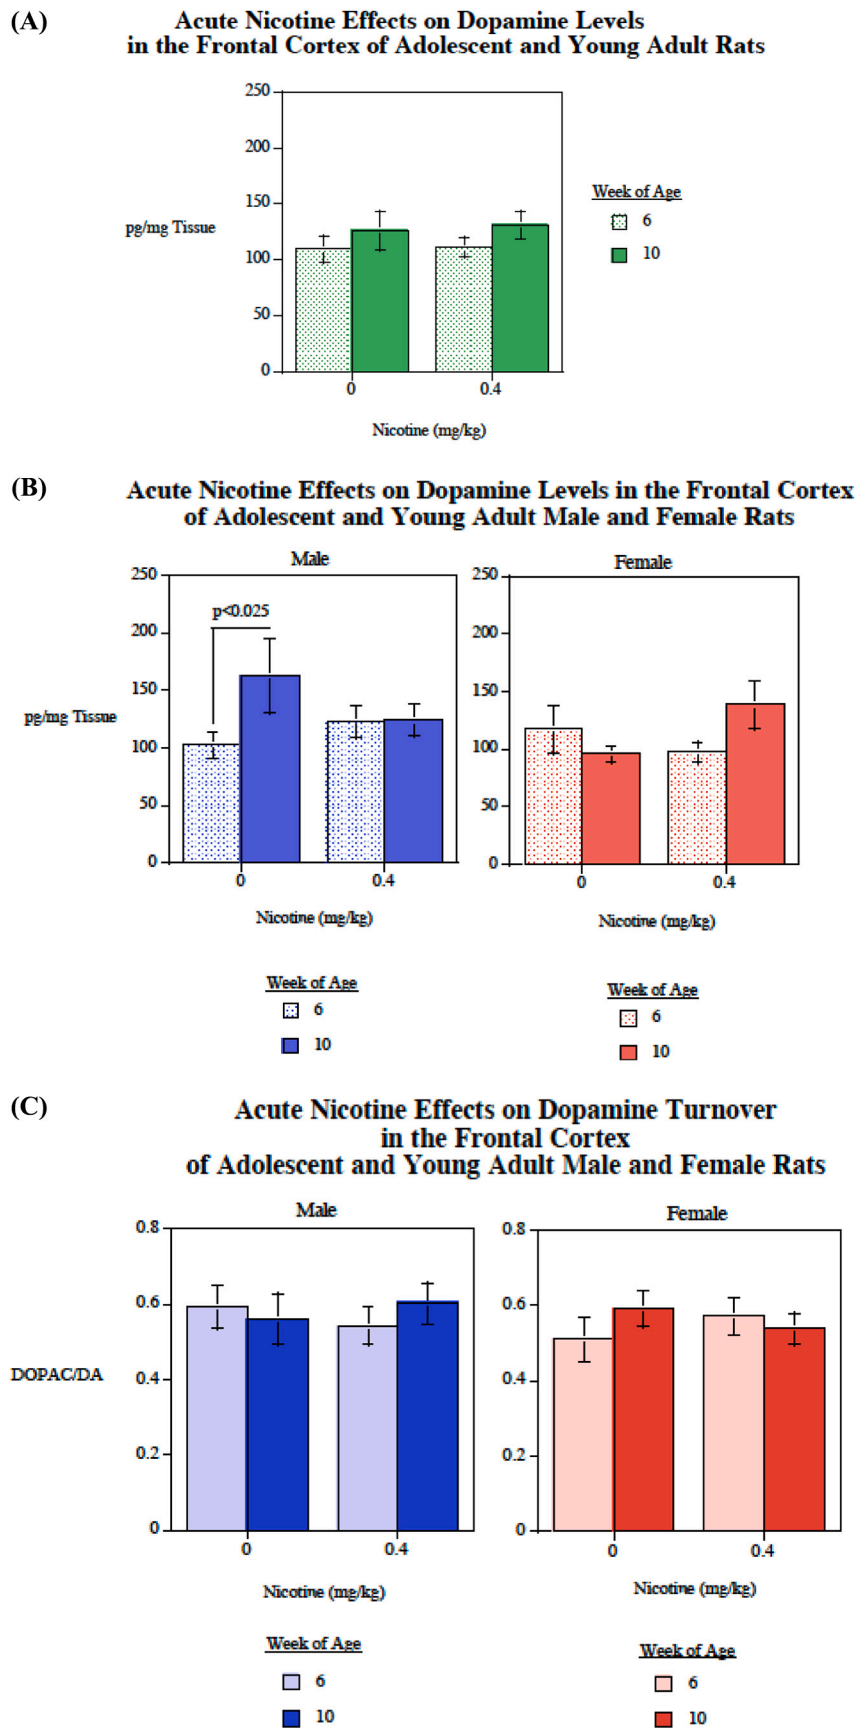 (A)
Acute Nicotine Effects on Dopamine Levels
in the Frontal Cortex of Adolescent and Young Adult Rats
250
200
150
100
50
0
pg/mg Tissue
0 0.4
Nicotine (mg/kg)
Week of Age
6
10
(B)
Acute Nicotine Effects on Dopamine Levels in the Frontal Cortex
of Adolescent and Young Adult Male and Female Rats
Male
250
200
150
100
50
0
p<0.025
pg/mg Tissue
0 0.4
Nicotine (mg/kg)
Week of Age
6
10
Female
250
200
150
100
50
0
0 0.4
Nicotine (mg/kg)
Week of Age
6
10
(C)
Acute Nicotine Effects on Dopamine Turnover
in the Frontal Cortex
of Adolescent and Young Adult Male and Female Rats
Male
0.8
0.6
0.4
0.2
0
DOPAC/DA
0 0.4
Nicotine (mg/kg)
Week of Age
6
10
Female
0.8
0.6
0.4
0.2
0
0 0.4
Nicotine (mg/kg)
Week of Age
6
10